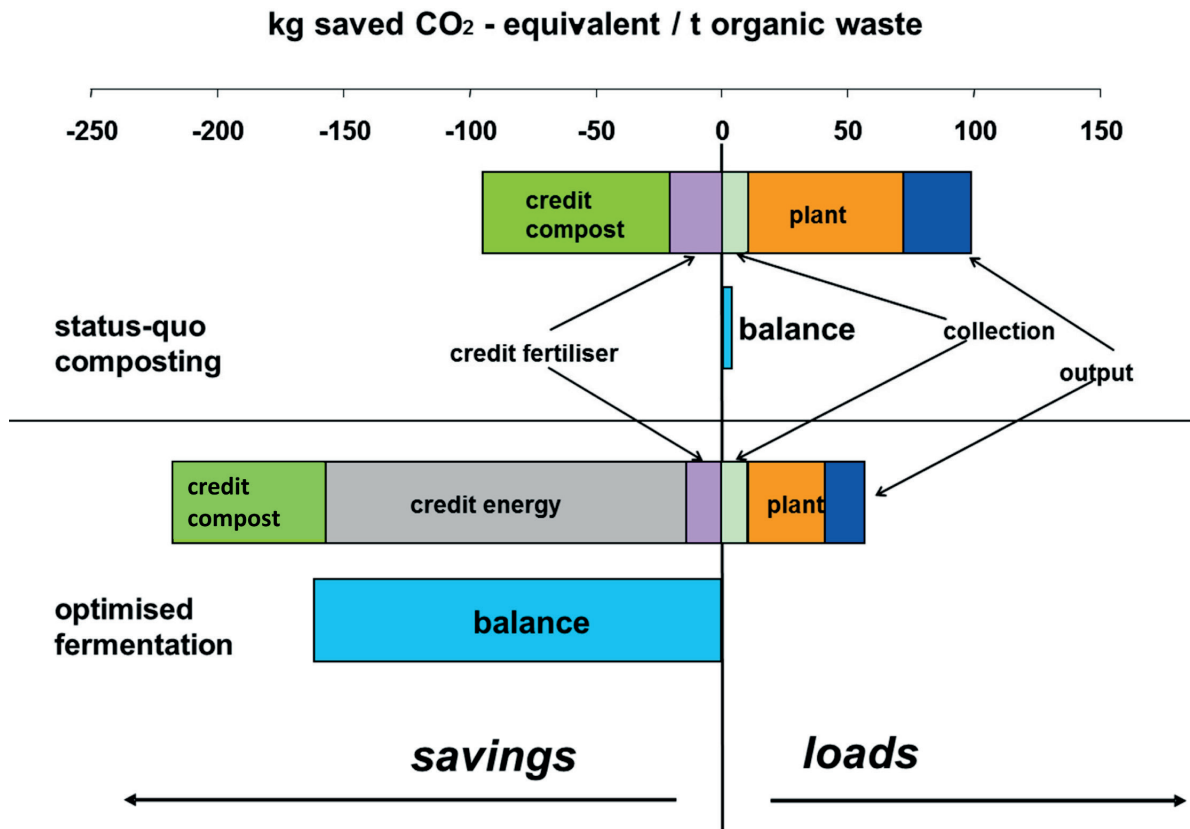 kg saved CO₂ - equivalent / t organic waste
-250 -200 -150 -100 -50 0 50 100 150
credit
compost
plant
status-quo
composting
credit fertiliser
balance
collection
output
credit
compost
credit energy
plant
optimised
fermentation
balance
savings
loads